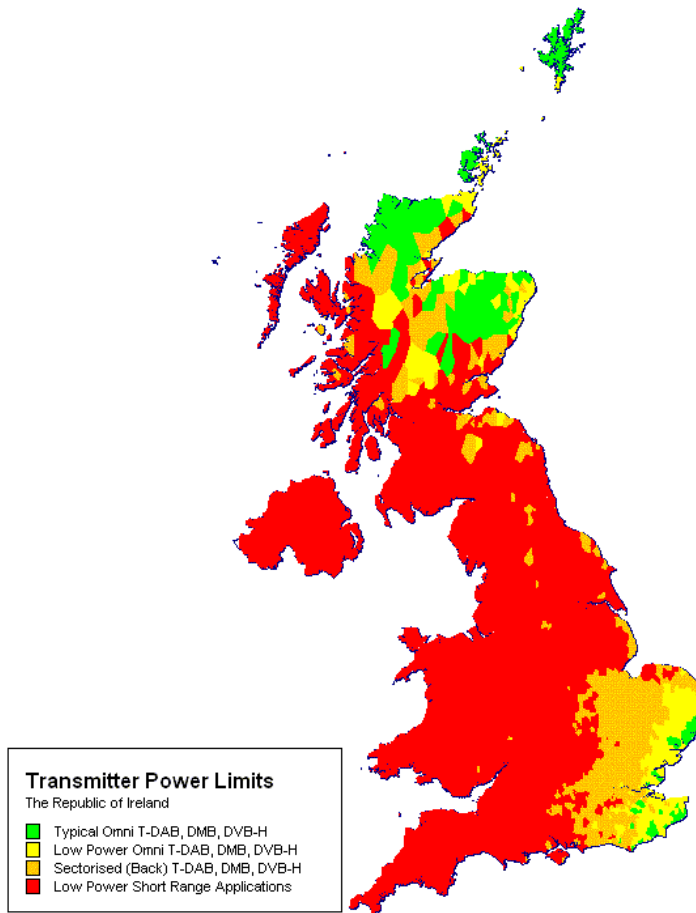 Transmitter Power Limits
The Republic of Ireland
Typical Omni T-DAB, DMB, DVB-H
Low Power Omni T-DAB, DMB, DVB-H
Sectorised (Back) T-DAB, DMB, DVB-H
Low Power Short Range Applications